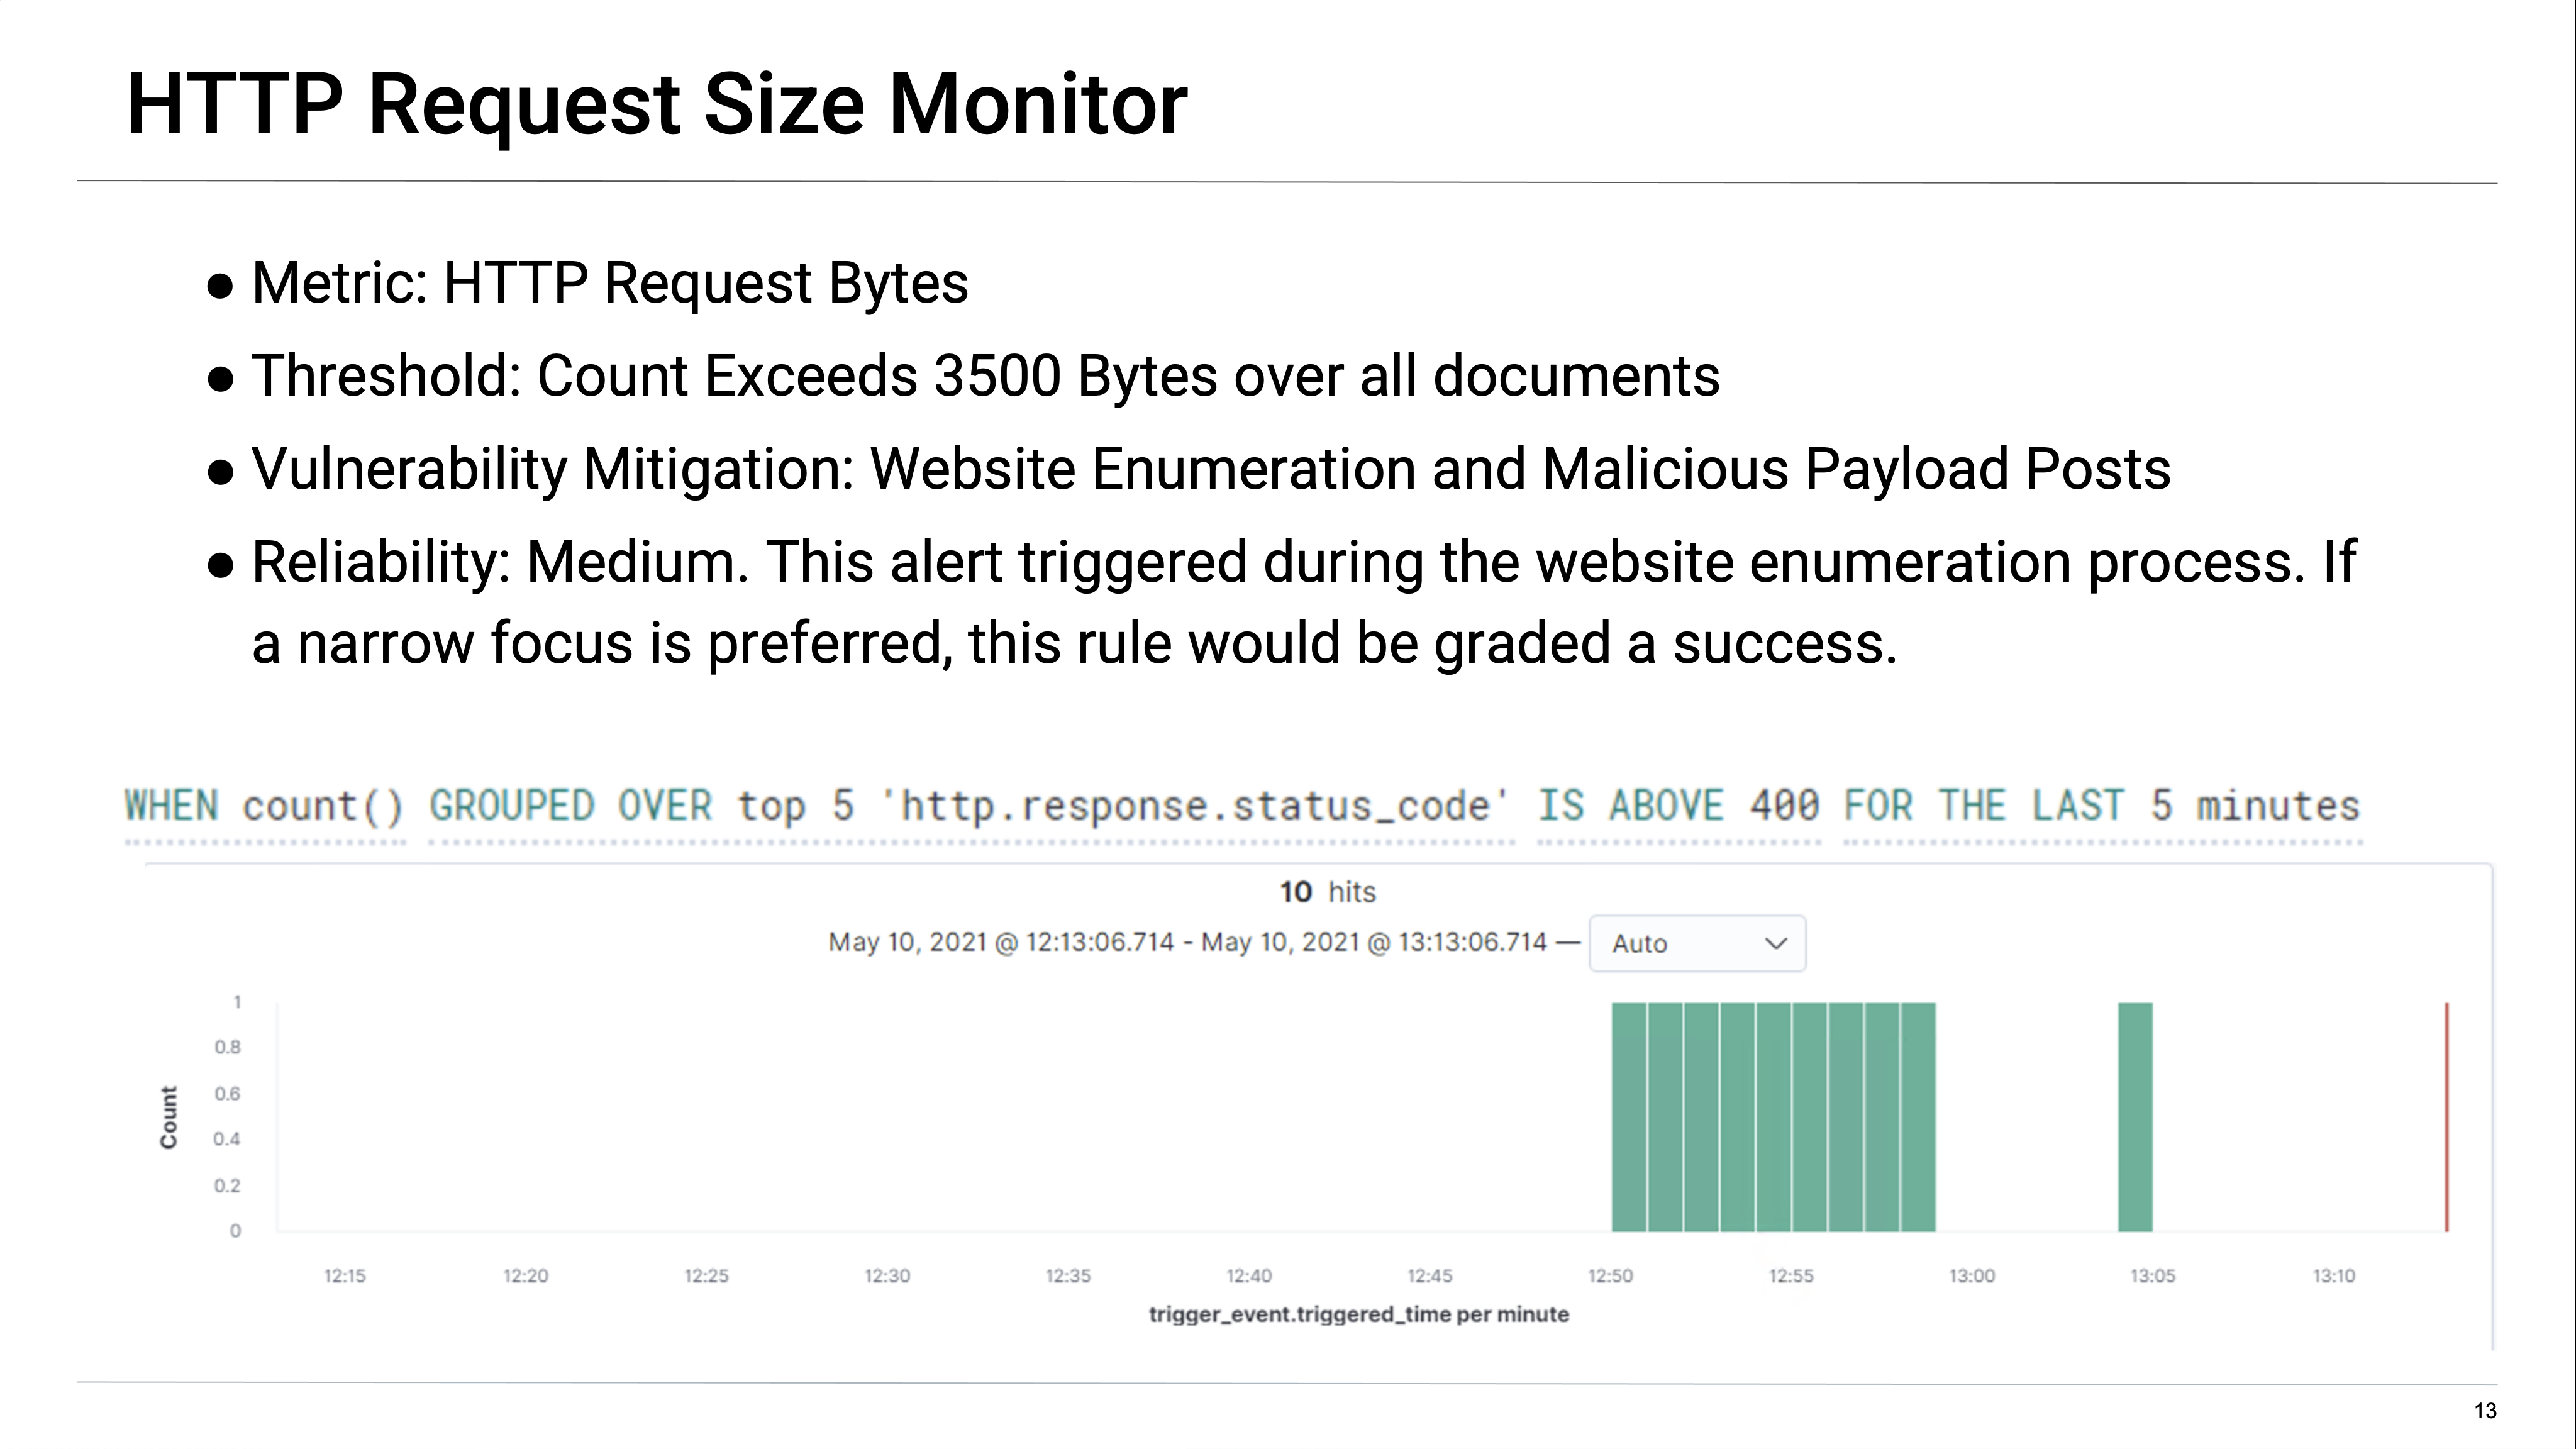 HTTP Request Size Monitor
● Metric: HTTP Request Bytes
● Threshold: Count Exceeds 3500 Bytes over all documents
● Vulnerability Mitigation: Website Enumeration and Malicious Payload Posts
● Reliability: Medium. This alert triggered during the website enumeration process. If
a narrow focus is preferred, this rule would be graded a success.
WHEN count() GROUPED OVER top 5 'http.response.status_code' IS ABOVE 400 FOR THE LAST 5 minutes
10 hits
May 10, 2021 @ 12:13:06.714 - May 10, 2021 @ 13:13:06.714 — Auto
Count
1
0.8
0.6
0.4
0.2
0
12:15 12:20 12:25 12:30 12:35 12:40 12:45 12:50 12:55 13:00 13:05 13:10
trigger_event.triggered_time per minute
13